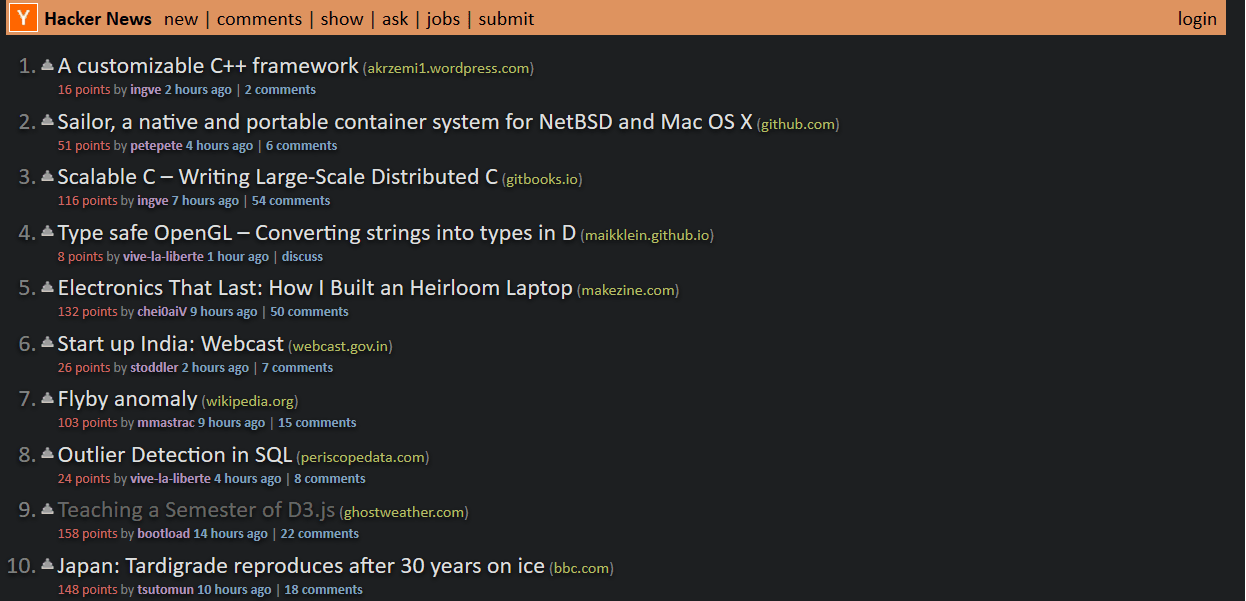 Y Hacker News new | comments | show | ask | jobs | submit login
1. A customizable C++ framework (akrzemi1.wordpress.com)
16 points by ingve 2 hours ago | 2 comments
2. Sailor, a native and portable container system for NetBSD and Mac OS X (github.com)
51 points by petepete 4 hours ago | 6 comments
3. Scalable C – Writing Large-Scale Distributed C (gitbooks.io)
116 points by ingve 7 hours ago | 54 comments
4. Type safe OpenGL – Converting strings into types in D (maikklein.github.io)
8 points by vive-la-liberte 1 hour ago | discuss
5. Electronics That Last: How I Built an Heirloom Laptop (makezine.com)
132 points by chei0aiV 9 hours ago | 50 comments
6. Start up India: Webcast (webcast.gov.in)
26 points by stoddler 2 hours ago | 7 comments
7. Flyby anomaly (wikipedia.org)
103 points by mmastrac 9 hours ago | 15 comments
8. Outlier Detection in SQL (periscopedata.com)
24 points by vive-la-liberte 4 hours ago | 8 comments
9. Teaching a Semester of D3.js (ghostweather.com)
158 points by bootload 14 hours ago | 22 comments
10. Japan: Tardigrade reproduces after 30 years on ice (bbc.com)
148 points by tsutomun 10 hours ago | 18 comments